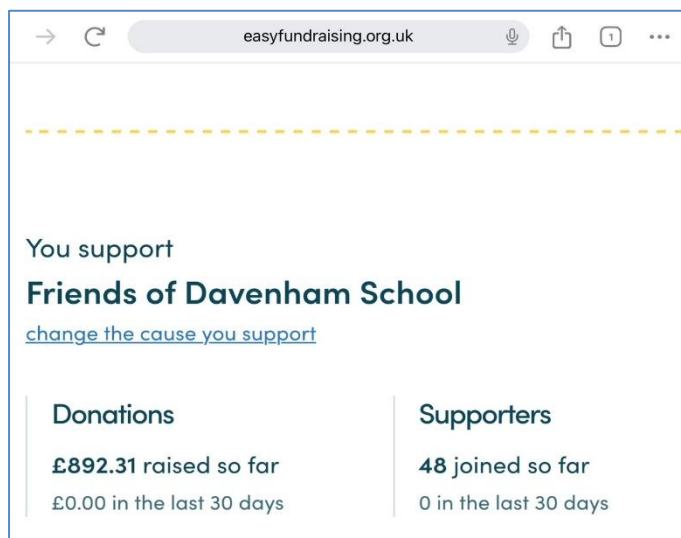 easyfundraising.org.uk
1
You support
Friends of Davenham School
change the cause you support
Donations
£892.31 raised so far
£0.00 in the last 30 days
Supporters
48 joined so far
0 in the last 30 days